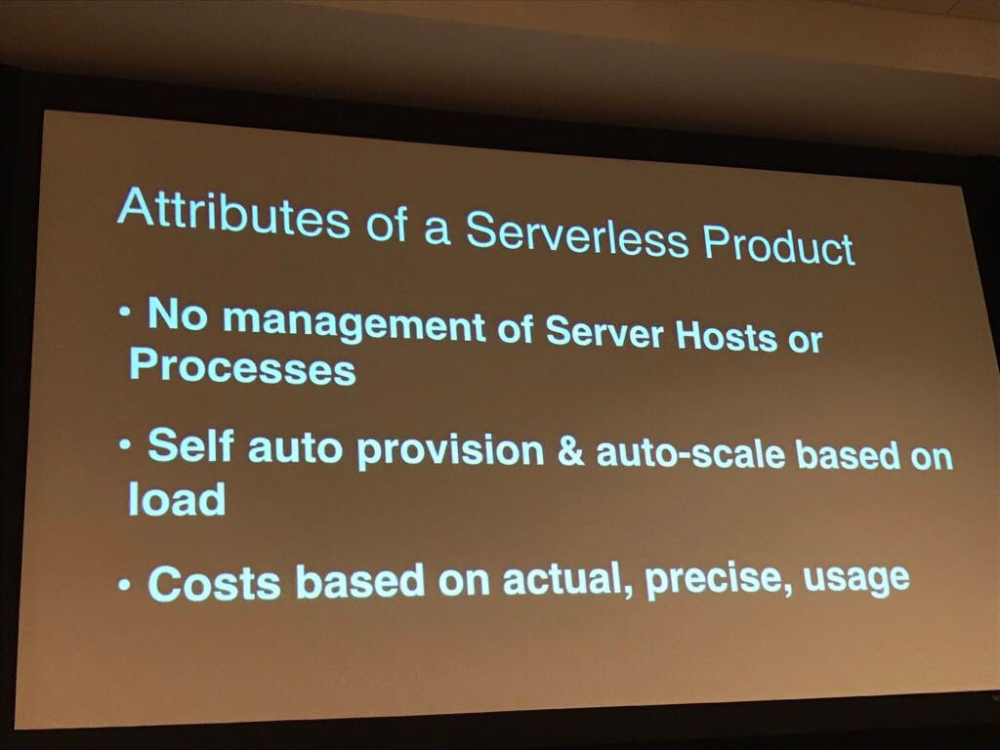 Attributes of a Serverless Product
• No management of Server Hosts or
Processes
• Self auto provision & auto-scale based on
load
• Costs based on actual, precise, usage